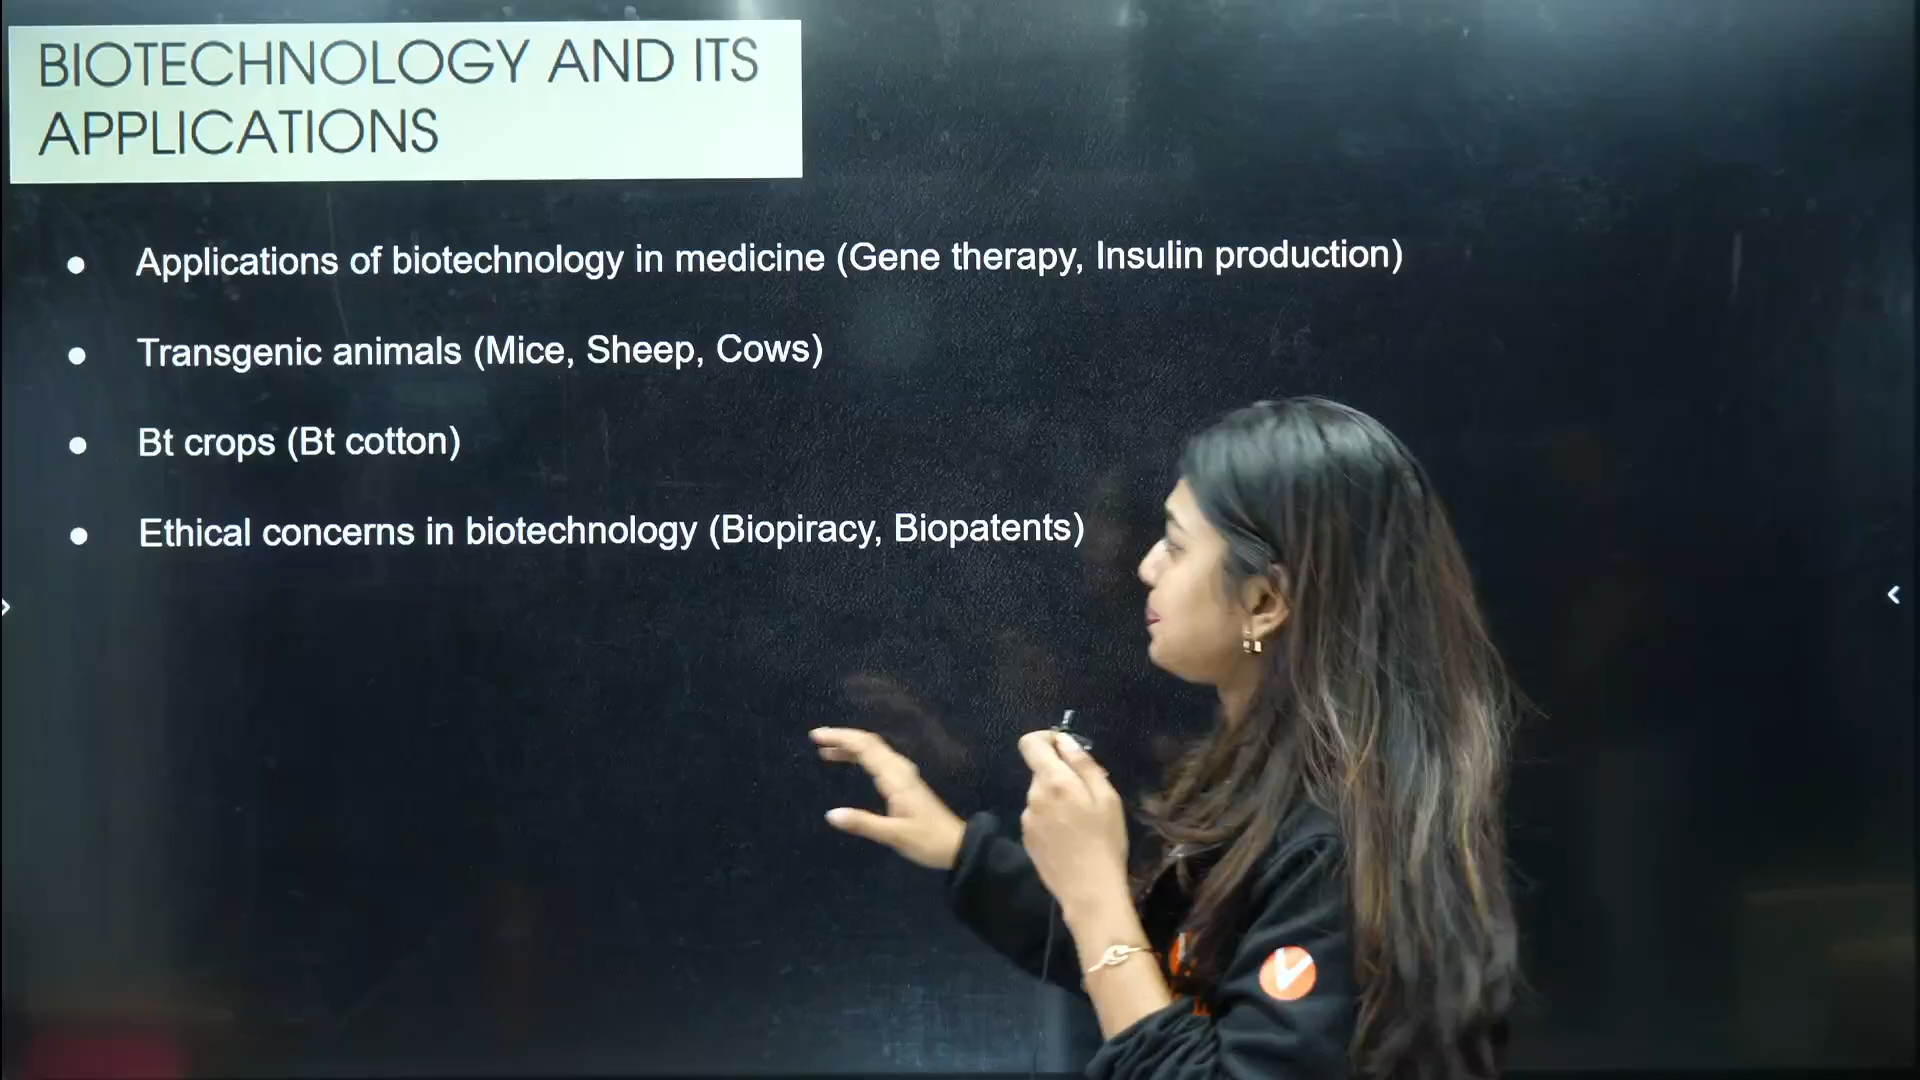 BIOTECHNOLOGY AND ITS
APPLICATIONS
● Applications of biotechnology in medicine (Gene therapy, Insulin production)
● Transgenic animals (Mice, Sheep, Cows)
● Bt crops (Bt cotton)
● Ethical concerns in biotechnology (Biopiracy, Biopatents)